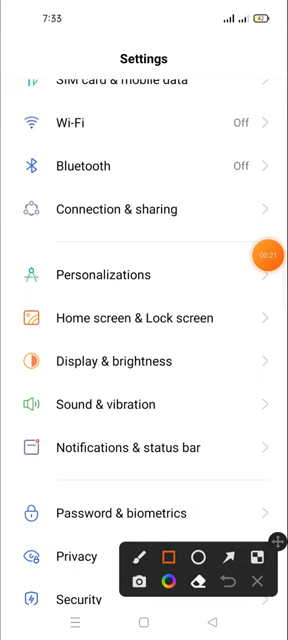 7:33
42
Settings
SIM card & mobile data
Wi-Fi
Off
Bluetooth
Off
Connection & sharing
00:21
Personalizations
Home screen & Lock screen
Display & brightness
Sound & vibration
Notifications & status bar
Password & biometrics
Privacy
Security